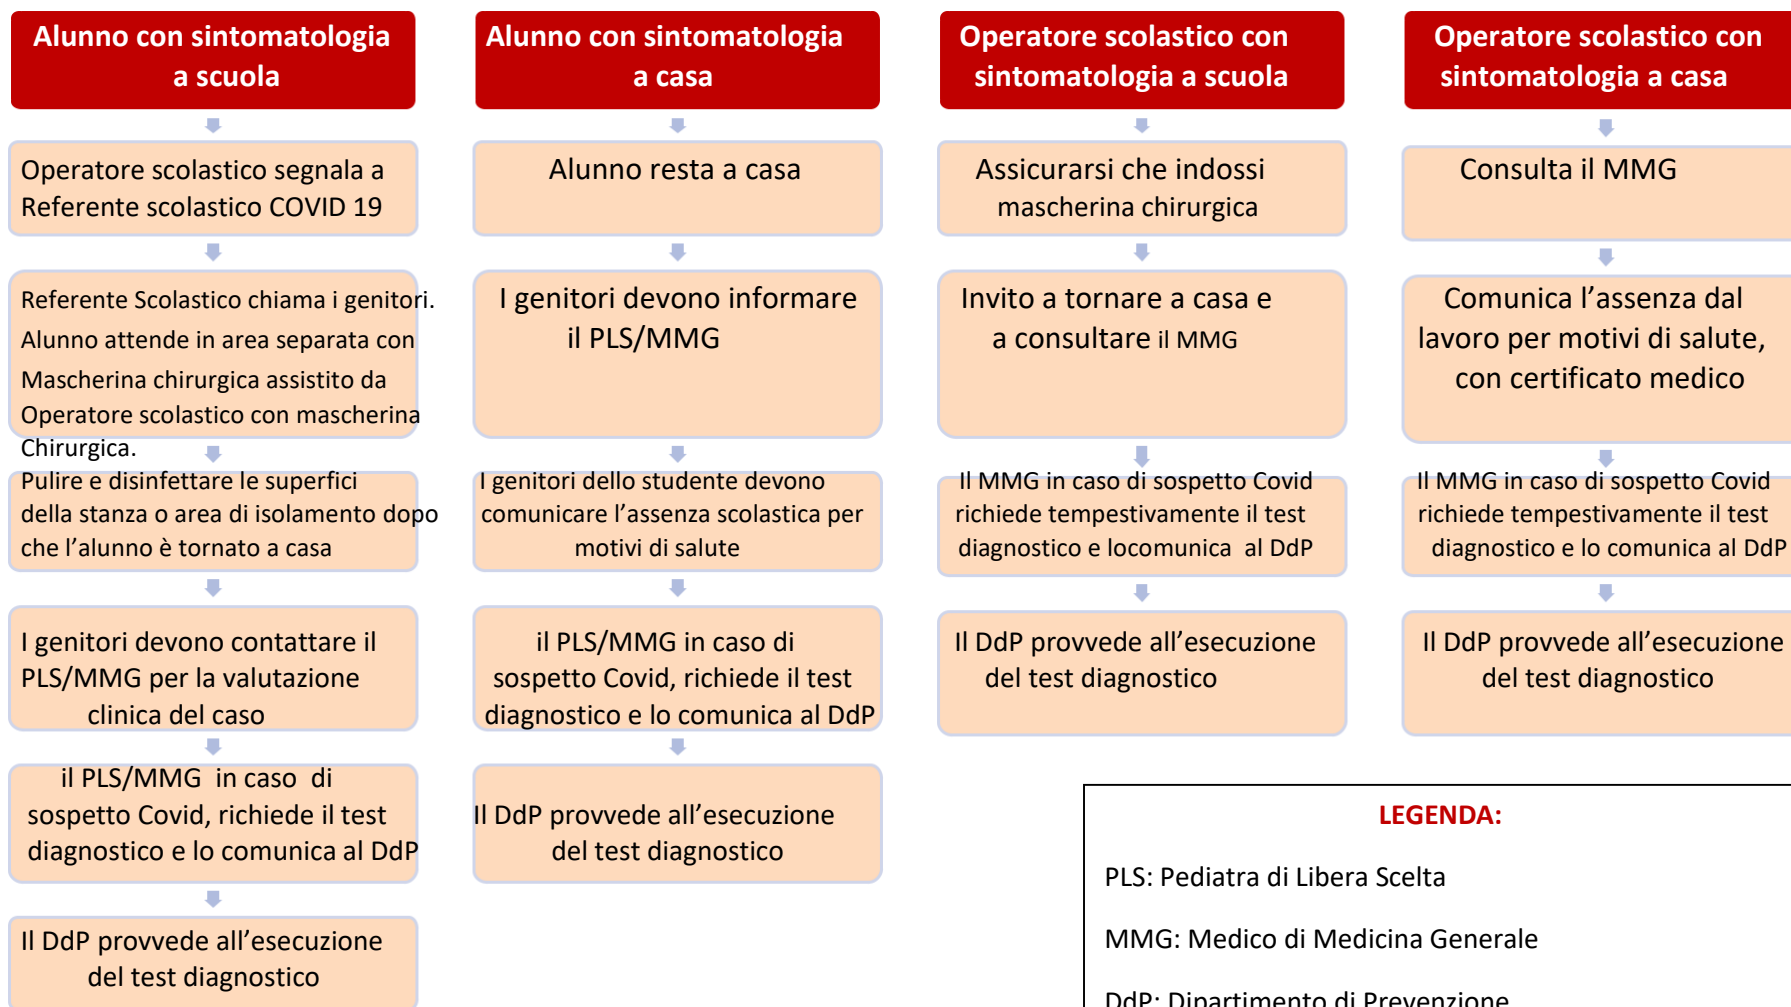 Alunno con sintomatologia
a scuola
Operatore scolastico segnala a
Referente scolastico COVID 19
Referente Scolastico chiama i genitori.
Alunno attende in area separata con
Mascherina chirurgica assistito da
Operatore scolastico con mascherina
Chirurgica.
Pulire e disinfettare le superfici
della stanza o area di isolamento dopo
che l’alunno è tornato a casa
I genitori devono contattare il
PLS/MMG per la valutazione
clinica del caso
il PLS/MMG in caso di
sospetto Covid, richiede il test
diagnostico e lo comunica al DdP
Il DdP provvede all’esecuzione
del test diagnostico
Alunno con sintomatologia
a casa
Alunno resta a casa
I genitori devono informare
il PLS/MMG
I genitori dello studente devono
comunicare l’assenza scolastica per
motivi di salute
il PLS/MMG in caso di
sospetto Covid, richiede il test
diagnostico e lo comunica al DdP
Il DdP provvede all’esecuzione
del test diagnostico
Operatore scolastico con
sintomatologia a scuola
Assicurarsi che indossi
mascherina chirurgica
Invito a tornare a casa e
a consultare il MMG
Il MMG in caso di sospetto Covid
richiede tempestivamente il test
diagnostico e locomunica al DdP
Il DdP provvede all’esecuzione
del test diagnostico
Operatore scolastico con
sintomatologia a casa
Consulta il MMG
Comunica l’assenza dal
lavoro per motivi di salute,
con certificato medico
Il MMG in caso di sospetto Covid
richiede tempestivamente il test
diagnostico e lo comunica al DdP
Il DdP provvede all’esecuzione
del test diagnostico
LEGENDA:
PLS: Pediatra di Libera Scelta
MMG: Medico di Medicina Generale
DdP: Dipartimento di Prevenzione